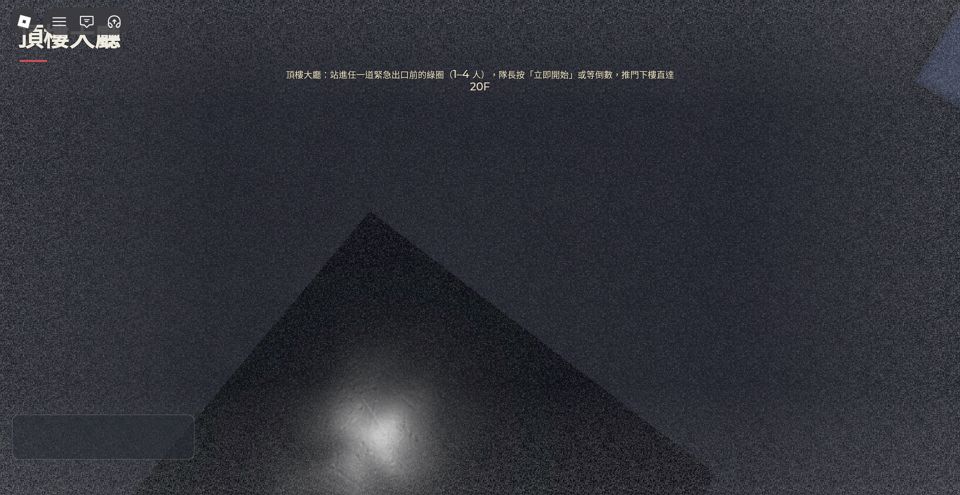 頂樓大廳
頂樓大廳：站進任一道緊急出口前的綠圈（1–4 人），隊長按「立即開始」或等倒數，推門下樓直達
20F